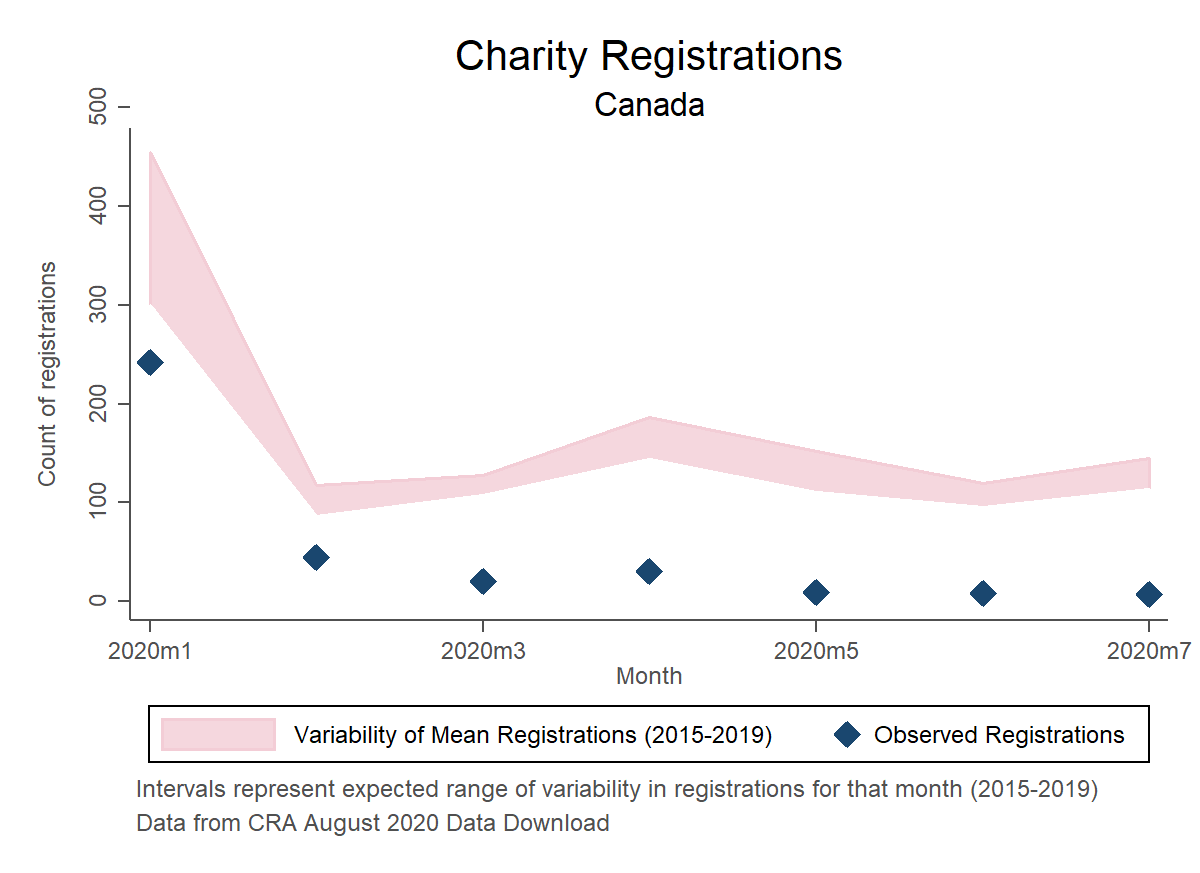 Charity Registrations
Canada
500
400
300
200
100
0
Count of registrations
2020m1 2020m3 2020m5 2020m7
Month
Variability of Mean Registrations (2015-2019) Observed Registrations
Intervals represent expected range of variability in registrations for that month (2015-2019)
Data from CRA August 2020 Data Download